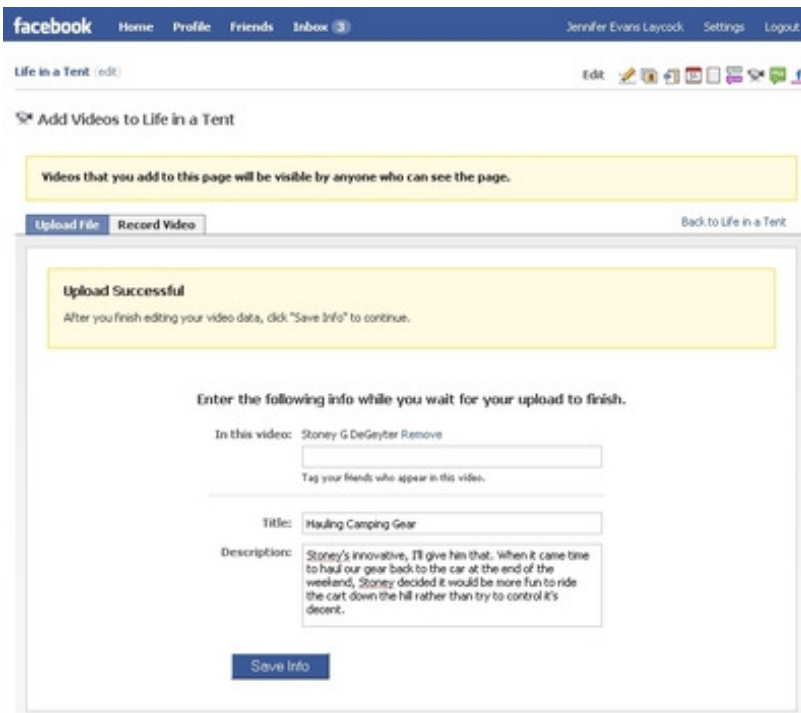 facebook Home Profile Friends Inbox 3 Jennifer Evans Laycock Settings Logout
Life in a Tent (edit) Edit
Add Videos to Life in a Tent
Videos that you add to this page will be visible by anyone who can see the page.
Upload File Record Video Back to Life in a Tent
Upload Successful
After you finish editing your video data, click "Save Info" to continue.
Enter the following info while you wait for your upload to finish.
In this video: Stoney G DeGeyter Remove
Tag your friends who appear in this video.
Title: Hauling Camping Gear
Description: Stoney's innovative, I'll give him that. When it came time
to haul our gear back to the car at the end of the
weekend, Stoney decided it would be more fun to ride
the cart down the hill rather than try to control it's
decent.
Save Info